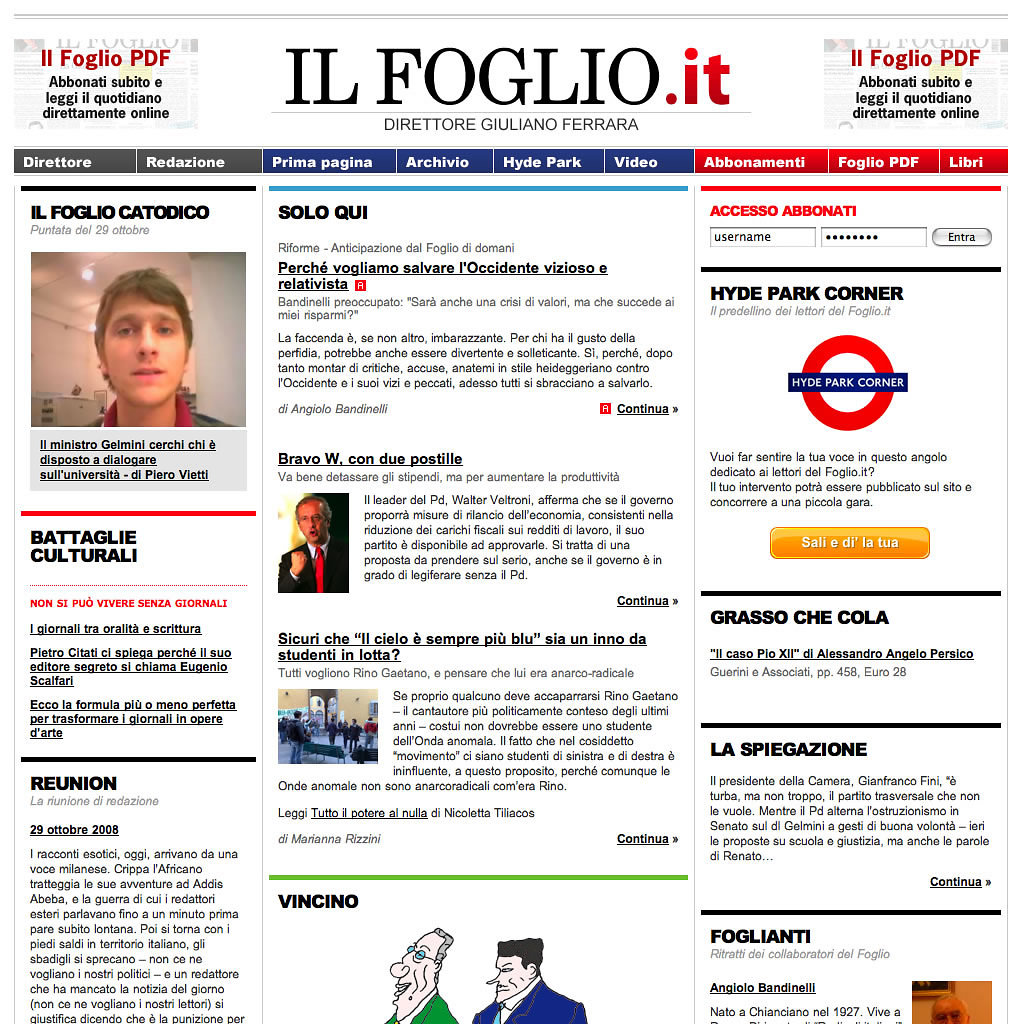 Il Foglio PDF
Abbonati subito e
leggi il quotidiano
direttamente online
IL FOGLIO.it
DIRETTORE GIULIANO FERRARA
Il Foglio PDF
Abbonati subito e
leggi il quotidiano
direttamente online
Direttore
Redazione
Prima pagina
Archivio
Hyde Park
Video
Abbonamenti
Foglio PDF
Libri
IL FOGLIO CATODICO
Puntata del 29 ottobre
Il ministro Gelmini cerchi chi è
disposto a dialogare
sull'università - di Piero Vietti
BATTAGLIE
CULTURALI
NON SI PUÒ VIVERE SENZA GIORNALI
I giornali tra oralità e scrittura
Pietro Citati ci spiega perché il suo
editore segreto si chiama Eugenio
Scalfari
Ecco la formula più o meno perfetta
per trasformare i giornali in opere
d'arte
REUNION
La riunione di redazione
29 ottobre 2008
I racconti esotici, oggi, arrivano da una
voce milanese. Crippa l'Africano
tratteggia le sue avventure ad Addis
Abeba, e la guerra di cui i redattori
esteri parlavano fino a un minuto prima
pare subito lontana. Poi si torna con i
piedi saldi in territorio italiano, gli
sbadigli si sprecano – non ce ne
vogliano i nostri politici – e un redattore
che ha mancato la notizia del giorno
(non ce ne vogliano i nostri lettori) si
giustifica dicendo che è la punizione per
SOLO QUI
Riforme - Anticipazione dal Foglio di domani
Perché vogliamo salvare l'Occidente vizioso e
relativista A
Bandinelli preoccupato: "Sarà anche una crisi di valori, ma che succede ai
miei risparmi?"
La faccenda è, se non altro, imbarazzante. Per chi ha il gusto della
perfidia, potrebbe anche essere divertente e solleticante. Sì, perché, dopo
tanto montar di critiche, accuse, anatemi in stile heideggeriano contro
l'Occidente e i suoi vizi e peccati, adesso tutti si sbracciano a salvarlo.
di Angiolo Bandinelli
A Continua »
Bravo W, con due postille
Va bene detassare gli stipendi, ma per aumentare la produttività
Il leader del Pd, Walter Veltroni, afferma che se il governo
proporrà misure di rilancio dell'economia, consistenti nella
riduzione dei carichi fiscali sui redditi di lavoro, il suo
partito è disponibile ad approvarle. Si tratta di una
proposta da prendere sul serio, anche se il governo è in
grado di legiferare senza il Pd.
Continua »
Sicuri che “Il cielo è sempre più blu” sia un inno da
studenti in lotta?
Tutti vogliono Rino Gaetano, e pensare che lui era anarco-radicale
Se proprio qualcuno deve accaparrarsi Rino Gaetano
– il cantautore più politicamente conteso degli ultimi
anni – costui non dovrebbe essere uno studente
dell'Onda anomala. Il fatto che nel cosiddetto
“movimento” ci siano studenti di sinistra e di destra è
ininfluente, a questo proposito, perché comunque le
Onde anomale non sono anarcoradicali com'era Rino.
Leggi Tutto il potere al nulla di Nicoletta Tiliacos
di Marianna Rizzini
Continua »
VINCINO
ACCESSO ABBONATI
username
••••••••
Entra
HYDE PARK CORNER
Il predellino dei lettori del Foglio.it
HYDE PARK CORNER
Vuoi far sentire la tua voce in questo angolo
dedicato ai lettori del Foglio.it?
Il tuo intervento potrà essere pubblicato sul sito e
concorrere a una piccola gara.
Sali e di' la tua
GRASSO CHE COLA
"Il caso Pio XII" di Alessandro Angelo Persico
Guerini e Associati, pp. 458, Euro 28
LA SPIEGAZIONE
Il presidente della Camera, Gianfranco Fini, “è
turba, ma non troppo, il partito trasversale che non
le vuole. Mentre il Pd alterna l'ostruzionismo in
Senato sul dl Gelmini a gesti di buona volontà – ieri
le proposte su scuola e giustizia, ma anche le parole
di Renato…
Continua »
FOGLIANTI
Ritratti dei collaboratori del Foglio
Angiolo Bandinelli
Nato a Chianciano nel 1927. Vive a